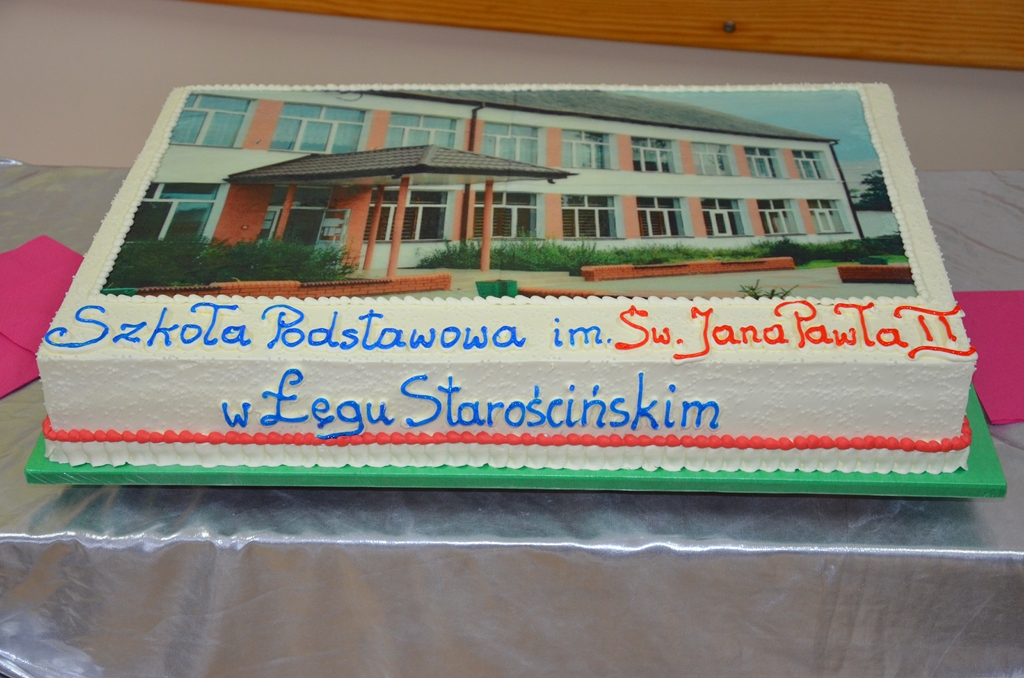 Szkoła Podstawowa im. Św. Jana Pawła II
w Łęgu Starościńskim